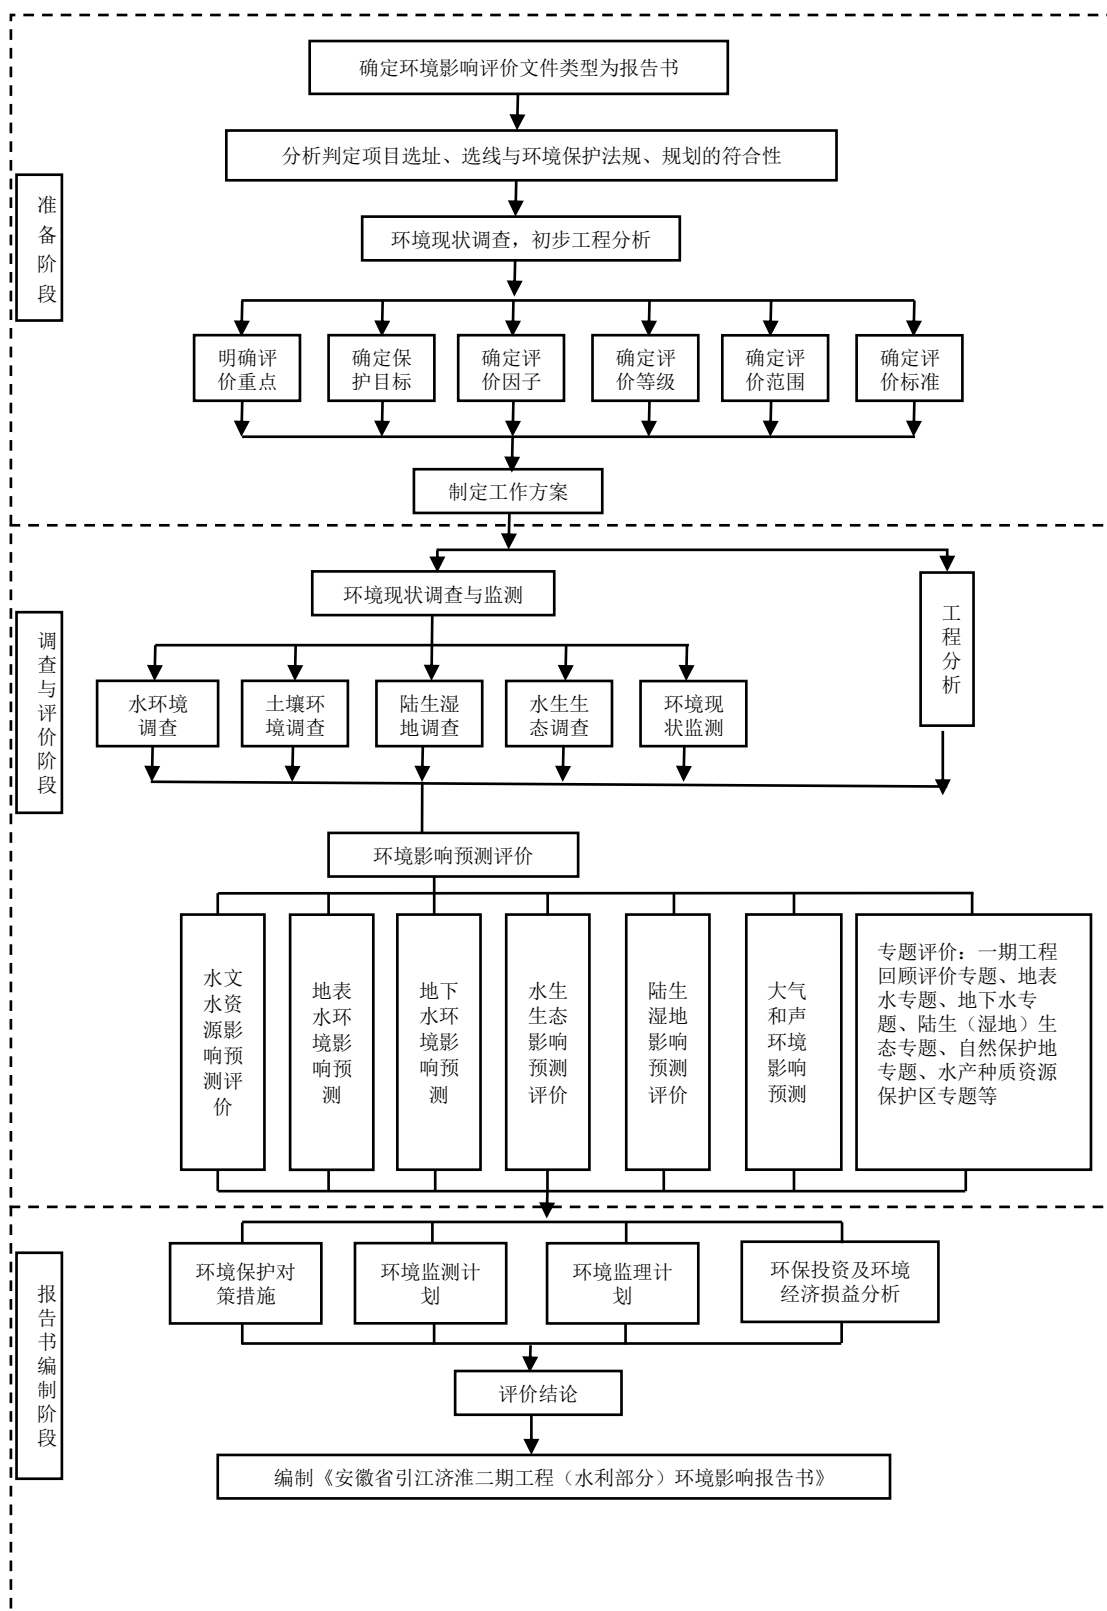 确定环境影响评价文件类型为报告书
分析判定项目选址、选线与环境保护法规、规划的符合性
准
备
阶
段
环境现状调查，初步工程分析
明确评
价重点
确定保
护目标
确定评
价因子
确定评
价等级
确定评
价范围
确定评
价标准
制定工作方案
调
查
与
评
价
阶
段
环境现状调查与监测
工
程
分
析
水环境
调查
土壤环
境调查
陆生湿
地调查
水生生
态调查
环境现
状监测
环境影响预测评价
水文
水资
源影
响预
测评
价
地表
水环
境影
响预
测
地下
水环
境影
响预
测
水生
生态
影响
预测
评价
陆生
湿地
影响
预测
评价
大气
和声
环境
影响
预测
专题评价：一期工程
回顾评价专题、地表
水专题、地下水专
题、陆生（湿地）生
态专题、自然保护地
专题、水产种质资源
保护区专题等
报
告
书
编
制
阶
段
环境保护对
策措施
环境监测计
划
环境监理计
划
环保投资及环境
经济损益分析
评价结论
编制《安徽省引江济淮二期工程（水利部分）环境影响报告书》